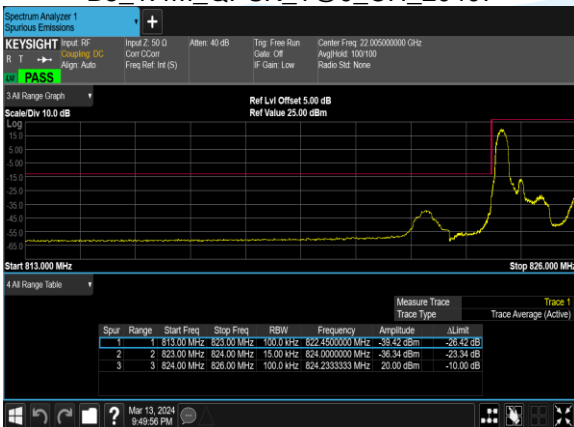 Spectrum Analyzer 1
Spurious Emissions
KEYSIGHT
R T
LW PASS
Input: RF
Coupling: DC
Align: Auto
Input Z: 50 Ω
Corr CCorr
Freq Ref: Int (S)
Atten: 40 dB
Trig: Free Run
Gate: Off
IF Gain: Low
Center Freq: 22.005000000 GHz
Avg|Hold: 100/100
Radio Std: None
3 All Range Graph
Scale/Div 10.0 dB
Ref Lvl Offset 5.00 dB
Ref Value 25.00 dBm
Log
15.0
5.00
-5.00
-15.0
-25.0
-35.0
-45.0
-55.0
-65.0
Start 813.000 MHz
Stop 826.000 MHz
4 All Range Table
Measure Trace Trace 1
Trace Type Trace Average (Active)
Spur Range Start Freq Stop Freq RBW Frequency Amplitude ΔLimit
1 1 813.00 MHz 823.00 MHz 100.0 kHz 822.4500000 MHz -39.42 dBm -26.42 dB
2 2 823.00 MHz 824.00 MHz 15.00 kHz 824.0000000 MHz -36.34 dBm -23.34 dB
3 3 824.00 MHz 826.00 MHz 100.0 kHz 824.2333333 MHz 20.00 dBm -10.00 dB
Mar 13, 2024
9:49:56 PM